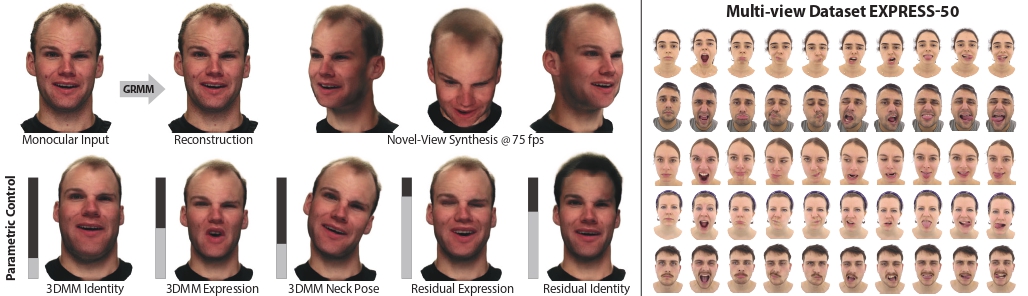 GRMM
Monocular Input
Reconstruction
Novel-View Synthesis @ 75 fps
Parametric Control
3DMM Identity
3DMM Expression
3DMM Neck Pose
Residual Expression
Residual Identity
Multi-view Dataset EXPRESS-50